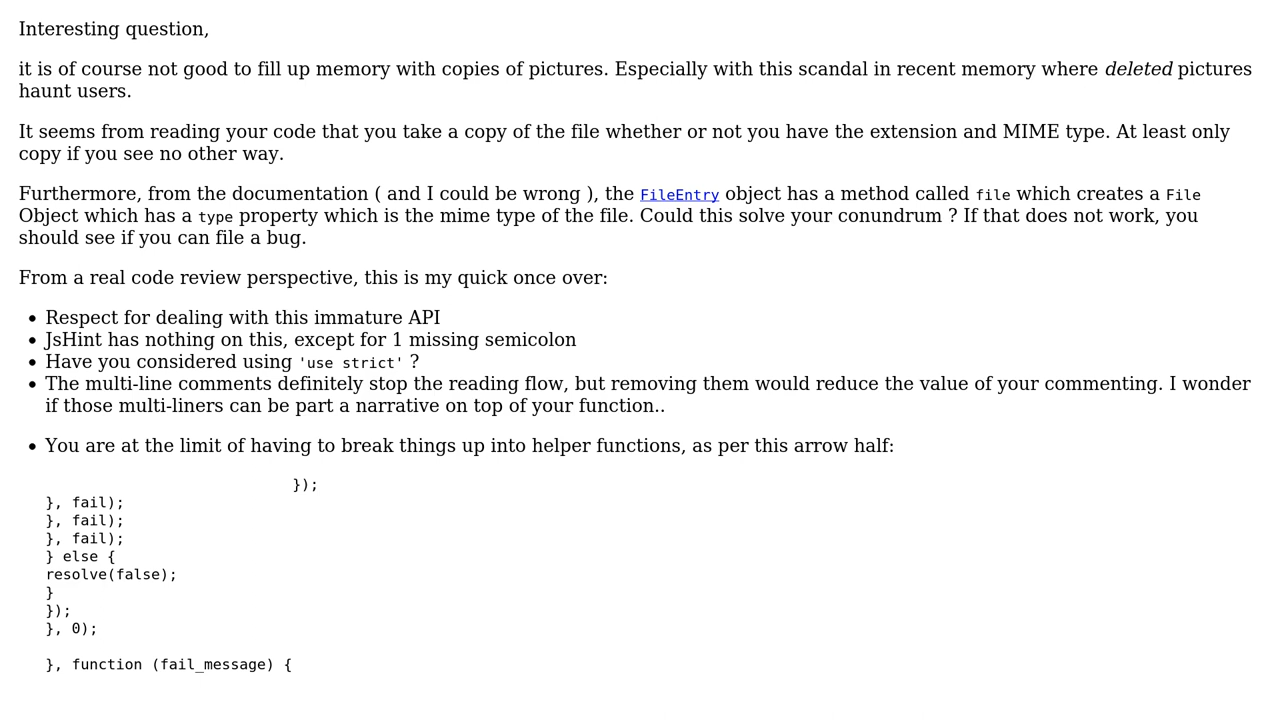 Interesting question,
it is of course not good to fill up memory with copies of pictures. Especially with this scandal in recent memory where deleted pictures
haunt users.
It seems from reading your code that you take a copy of the file whether or not you have the extension and MIME type. At least only
copy if you see no other way.
Furthermore, from the documentation ( and I could be wrong ), the FileEntry object has a method called file which creates a File
Object which has a type property which is the mime type of the file. Could this solve your conundrum ? If that does not work, you
should see if you can file a bug.
From a real code review perspective, this is my quick once over:
• Respect for dealing with this immature API
• JsHint has nothing on this, except for 1 missing semicolon
• Have you considered using 'use strict' ?
• The multi-line comments definitely stop the reading flow, but removing them would reduce the value of your commenting. I wonder
if those multi-liners can be part a narrative on top of your function..
• You are at the limit of having to break things up into helper functions, as per this arrow half:
});
}, fail);
}, fail);
}, fail);
} else {
resolve(false);
}
});
}, 0);
}, function (fail_message) {